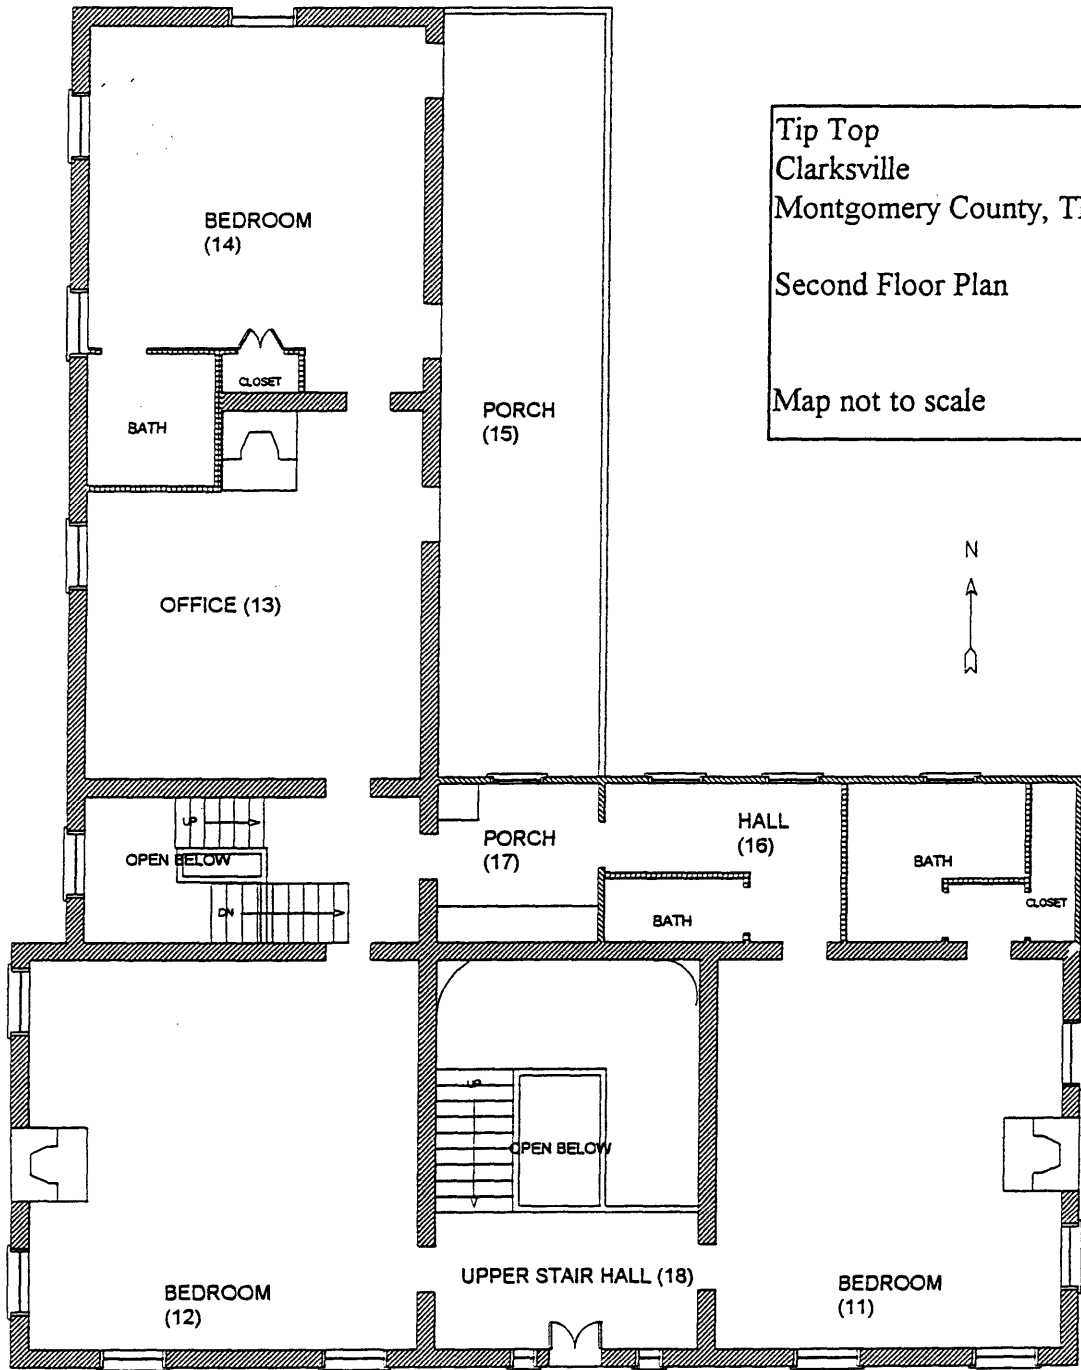 Tip Top
Clarksville
Montgomery County,
Second Floor Plan
Map not to scale
N
BEDROOM
(14)
CLOSET
BATH
PORCH
(15)
OFFICE (13)
UP
OPEN BELOW
DN
PORCH
(17)
HALL
(16)
BATH
BATH
CLOSET
UP
OPEN BELOW
UPPER STAIR HALL (18)
BEDROOM
(12)
BEDROOM
(11)